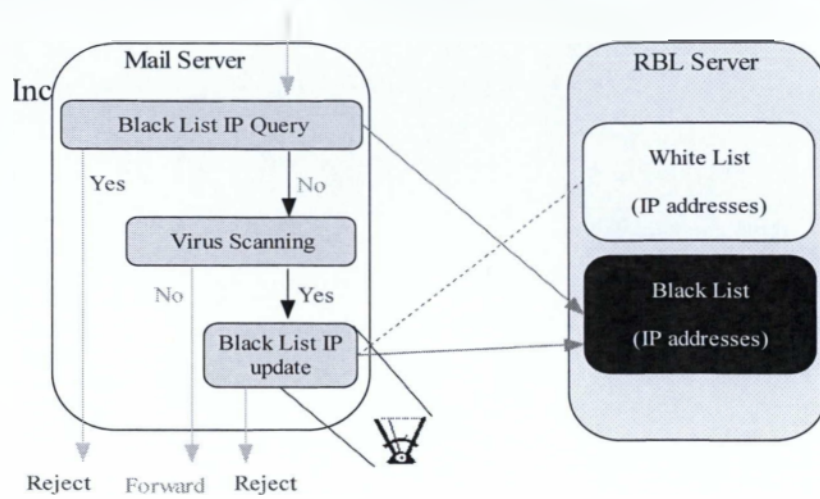 Mail Server
RBL Server
Inc
Black List IP Query
White List
(IP addresses)
Yes
No
Virus Scanning
No
Yes
Black List
(IP addresses)
Black List IP
update
Reject
Forward
Reject